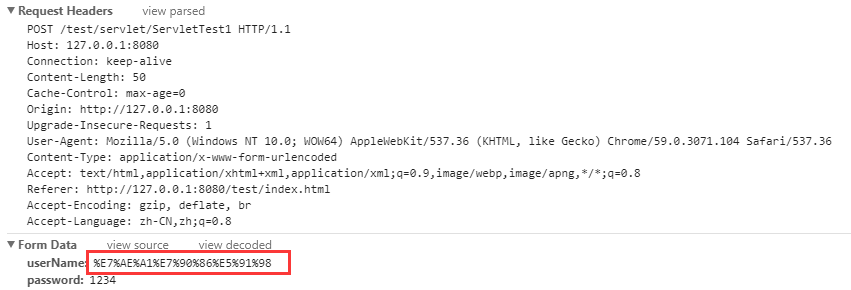 Request Headers view parsed
POST /test/servlet/ServletTest1 HTTP/1.1
Host: 127.0.0.1:8080
Connection: keep-alive
Content-Length: 50
Cache-Control: max-age=0
Origin: http://127.0.0.1:8080
Upgrade-Insecure-Requests: 1
User-Agent: Mozilla/5.0 (Windows NT 10.0; WOW64) AppleWebKit/537.36 (KHTML, like Gecko) Chrome/59.0.3071.104 Safari/537.36
Content-Type: application/x-www-form-urlencoded
Accept: text/html,application/xhtml+xml,application/xml;q=0.9,image/webp,image/apng,*/*;q=0.8
Referer: http://127.0.0.1:8080/test/index.html
Accept-Encoding: gzip, deflate, br
Accept-Language: zh-CN,zh;q=0.8
Form Data view source view decoded
userName: %E7%AE%A1%E7%90%86%E5%91%98
password: 1234